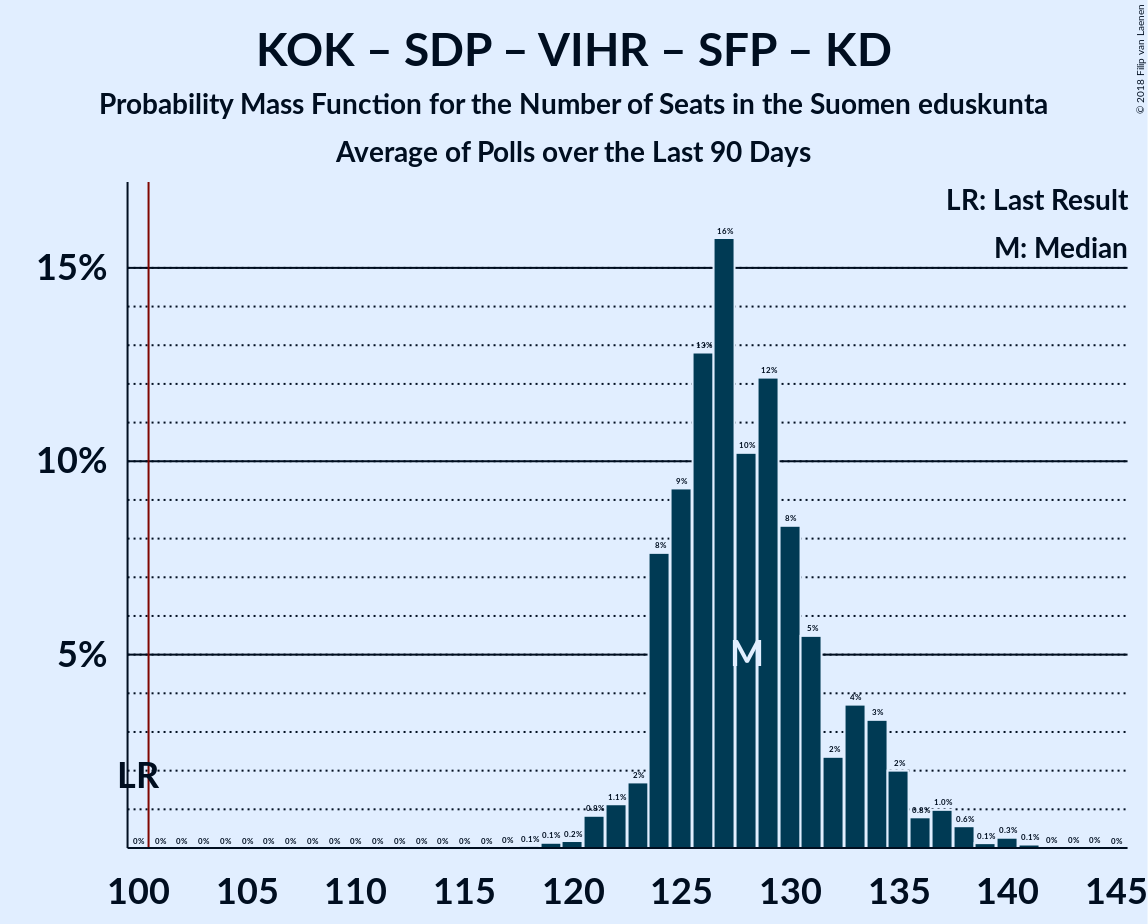 KOK – SDP – VIHR – SFP – KD
Probability Mass Function for the Number of Seats in the Suomen eduskunta
Average of Polls over the Last 90 Days
© 2018 Filip van Laenen
LR: Last Result
M: Median
15%
10%
5%
LR
M
0% 0% 0% 0% 0% 0% 0% 0% 0% 0% 0% 0% 0% 0% 0% 0% 0% 0% 0.1% 0.1% 0.2% 0.8% 1.1% 2% 8% 9% 13% 16% 10% 12% 8% 5% 2% 4% 3% 2% 0.8% 1.0% 0.6% 0.1% 0.3% 0.1% 0% 0% 0% 0%
100 105 110 115 120 125 130 135 140 145